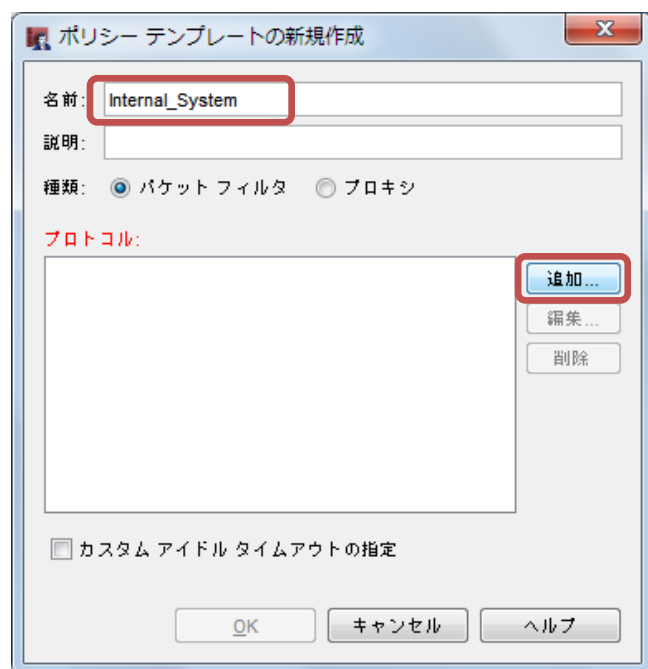 ポリシー テンプレートの新規作成
名前: Internal_System
説明:
種類: パケット フィルタ プロキシ
プロトコル:
追加...
編集...
削除
カスタム アイドル タイムアウトの指定
OK キャンセル ヘルプ